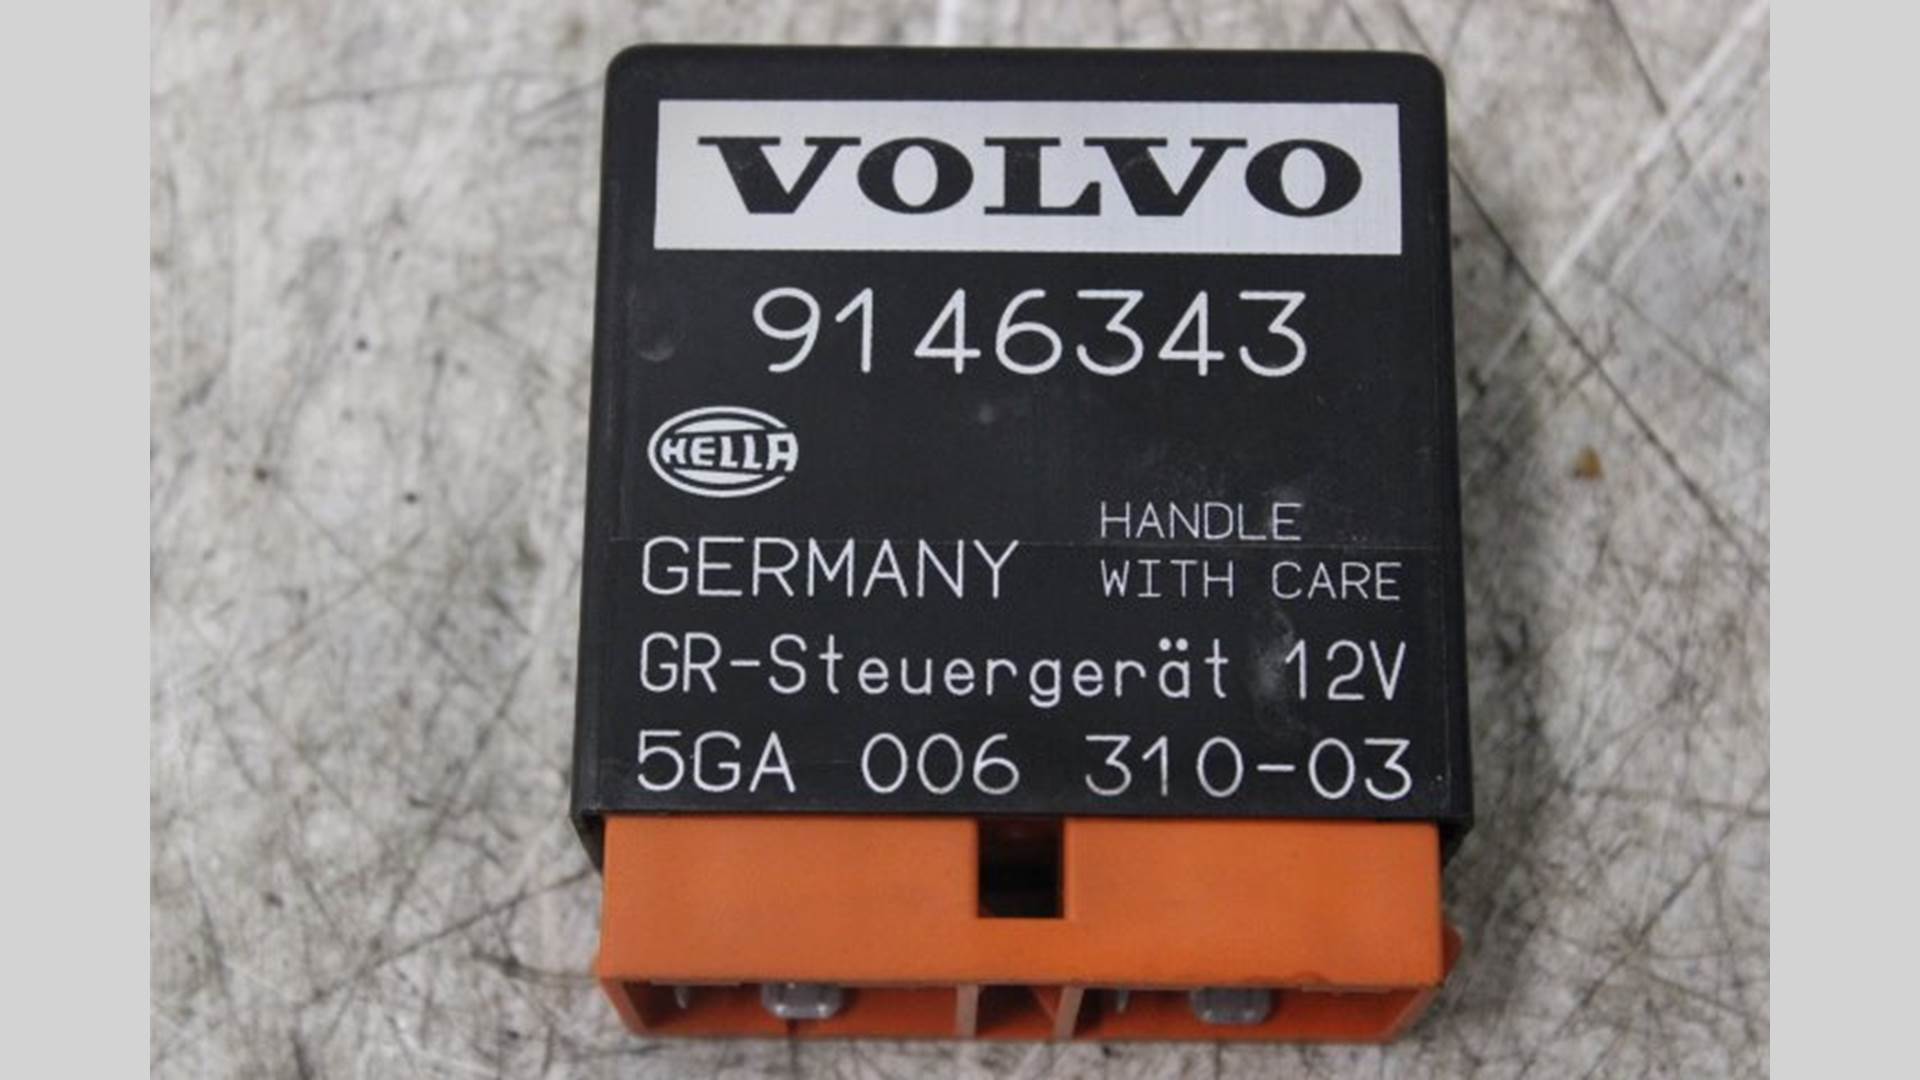 VOLVO
9146343
HELLA
GERMANY
HANDLE
WITH CARE
GR-Steuergerät 12V
5GA 006 310-03